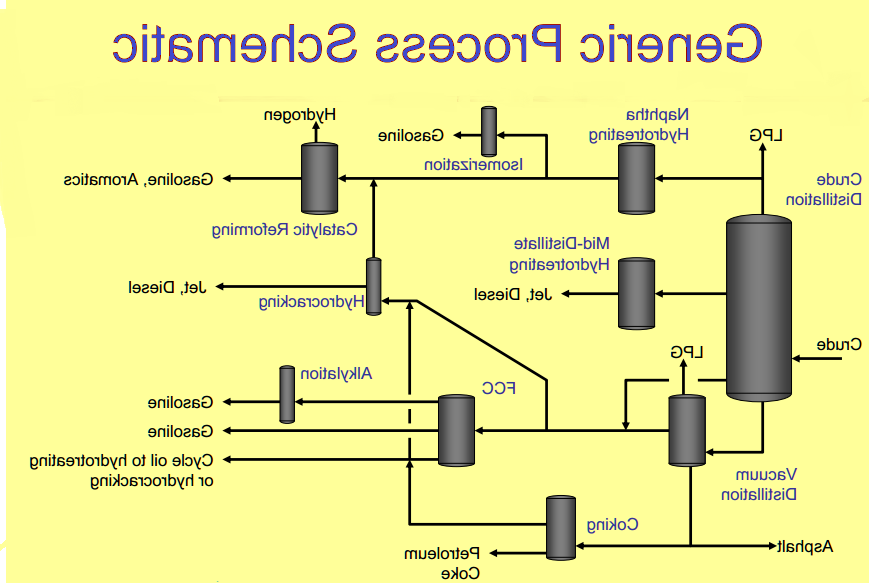 Generic Process Schematic
Hydrogen
Gasoline
Naphtha
Hydrotreating
LPG
Isomerization
Gasoline, Aromatics
Crude
Distillation
Catalytic Reforming
Mid-Distillate
Hydrotreating
Jet, Diesel
Hydrocracking
Jet, Diesel
Crude
LPG
Alkylation
FCC
Gasoline
Gasoline
Cycle oil to hydrotreating
or hydrocracking
Vacuum
Distillation
Coking
Petroleum
Coke
Asphalt